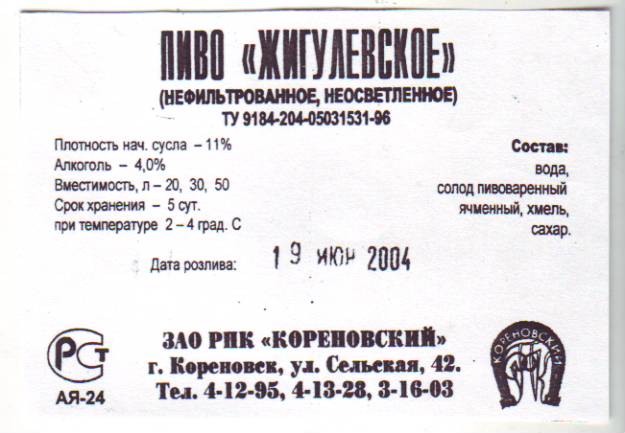 ПИВО «ЖИГУЛЕВСКОЕ»
(НЕФИЛЬТРОВАННОЕ, НЕОСВЕТЛЕННОЕ)
ТУ 9184-204-05031531-96
Плотность нач. сусла – 11%
Алкоголь – 4,0%
Вместимость, л – 20, 30, 50
Срок хранения – 5 сут.
при температуре 2 – 4 град. С
Состав:
вода,
солод пивоваренный
ячменный, хмель,
сахар.
Дата розлива: 19 ИЮН 2004
РСТ
АЯ-24
ЗАО РПК «КОРЕНОВСКИЙ»
г. Кореновск, ул. Сельская, 42.
Тел. 4-12-95, 4-13-28, 3-16-03
КОРЕНОВСКИЙ